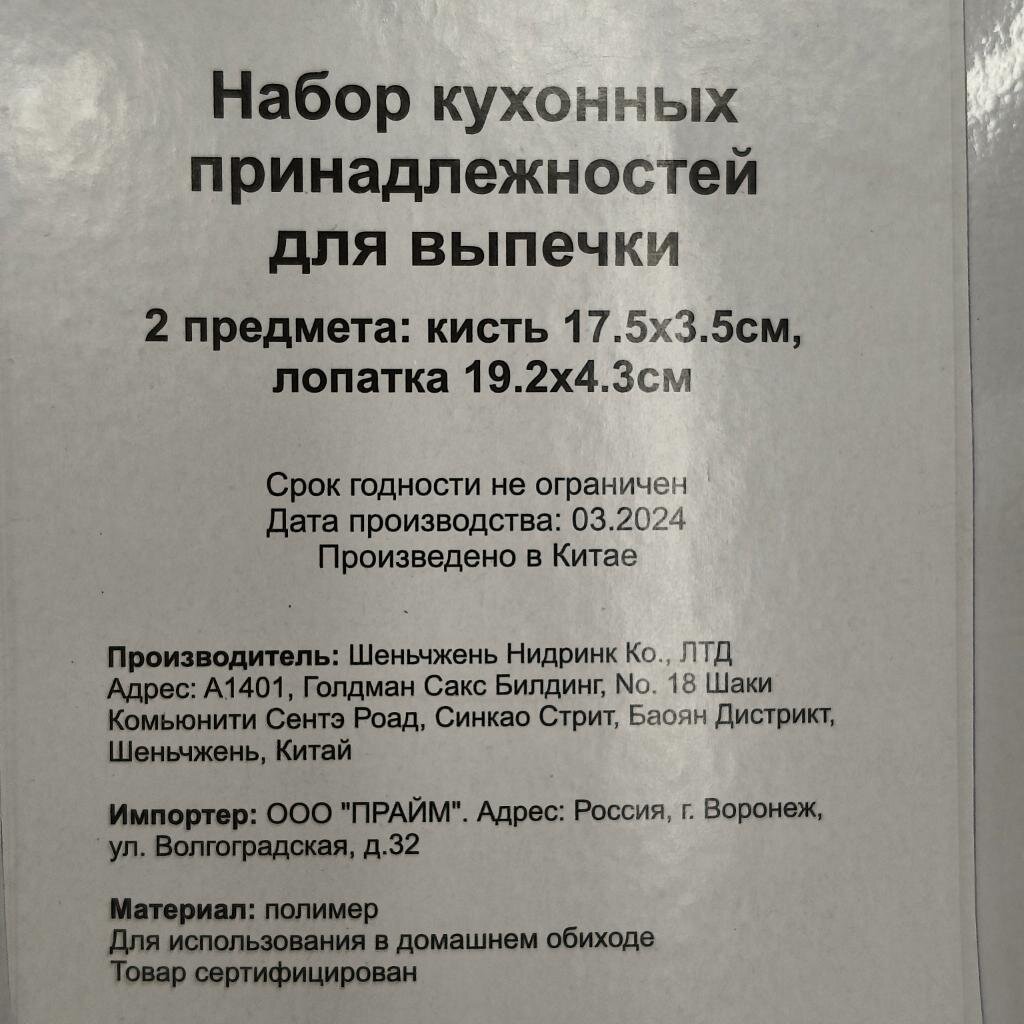 Набор кухонных
принадлежностей
для выпечки
2 предмета: кисть 17.5х3.5см,
лопатка 19.2х4.3см
Срок годности не ограничен
Дата производства: 03.2024
Произведено в Китае
Производитель: Шеньчжень Нидринк Ко., ЛТД
Адрес: А1401, Голдман Сакс Билдинг, No. 18 Шаки
Комьюнити Сентэ Роад, Синкао Стрит, Баоян Дистрикт,
Шеньчжень, Китай
Импортер: ООО "ПРАЙМ". Адрес: Россия, г. Воронеж,
ул. Волгоградская, д.32
Материал: полимер
Для использования в домашнем обиходе
Товар сертифицирован